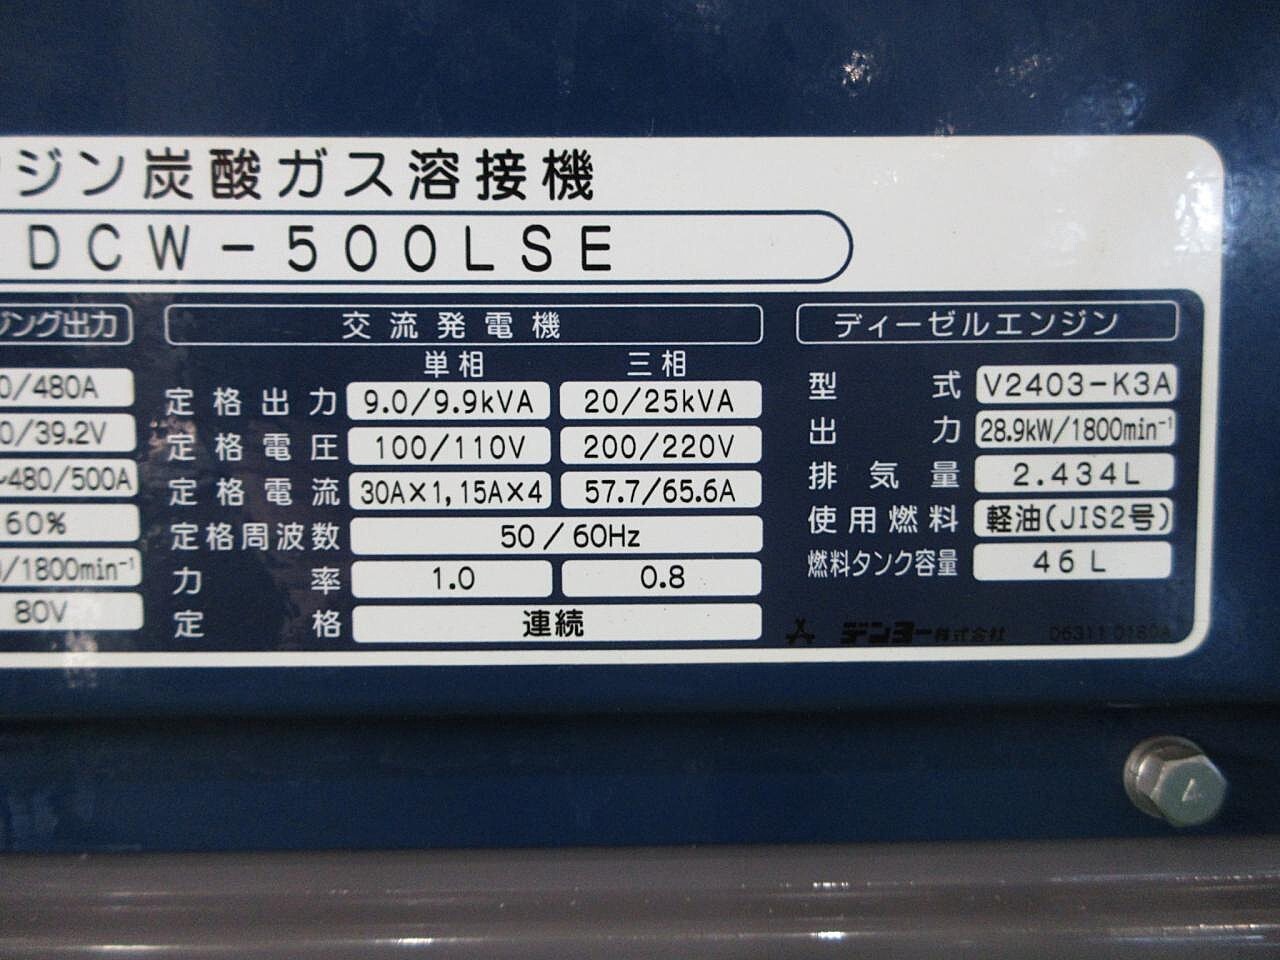 ンジン炭酸ガス溶接機
DCW-500LSE
ジング出力
0/480A
0/39.2V
~480/500A
60%
/1800min⁻¹
80V
交流発電機
単相 三相
定格出力 9.0/9.9kVA 20/25kVA
定格電圧 100/110V 200/220V
定格電流 30A×1,15A×4 57.7/65.6A
定格周波数 50/60Hz
力率 1.0 0.8
定格 連続
ディーゼルエンジン
型式 V2403-K3A
出力 28.9kW/1800min⁻¹
排気量 2.434L
使用燃料 軽油(JIS2号)
燃料タンク容量 46L
デンヨー株式会社
4